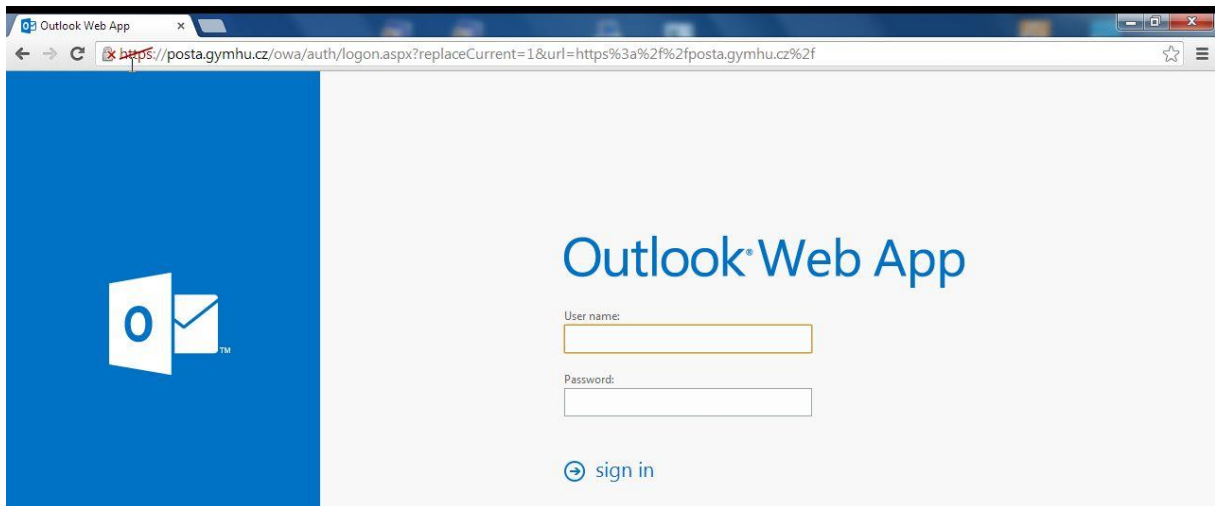 Outlook Web App
https://posta.gymhu.cz/owa/auth/logon.aspx?replaceCurrent=1&url=https%3a%2f%2fposta.gymhu.cz%2f
Outlook® Web App
User name:
O
TM
Password:
sign in